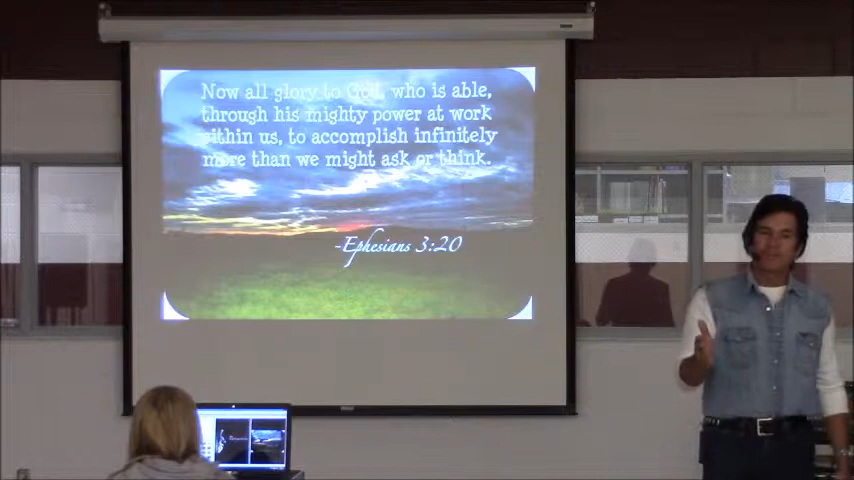 Now all glory to God, who is able,
through his mighty power at work
within us, to accomplish infinitely
more than we might ask or think.
-Ephesians 3:20